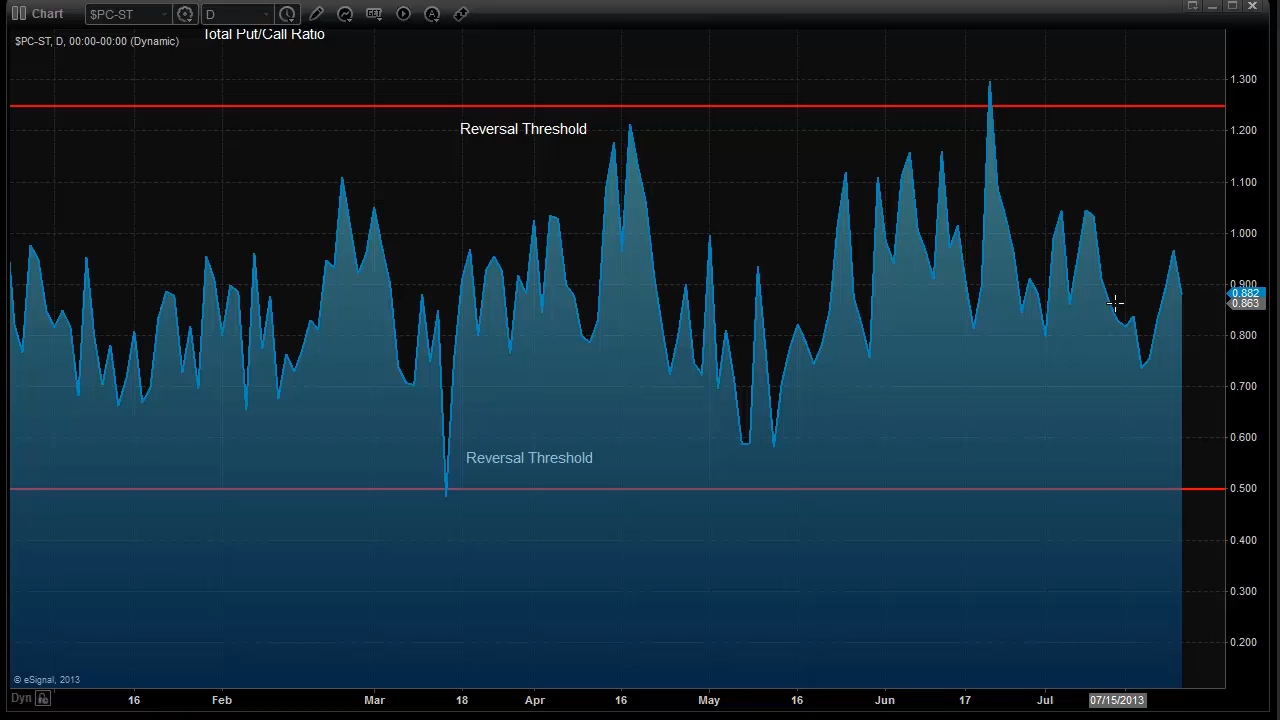 Chart $PC-ST D GET A
Total Put/Call Ratio
$PC-ST, D, 00:00-00:00 (Dynamic)
1.300
Reversal Threshold
1.200
1.100
1.000
0.900
0.882
0.863
0.800
0.700
0.600
Reversal Threshold
0.500
0.400
0.300
0.200
© eSignal, 2013
Dyn 16 Feb Mar 18 Apr 16 May 16 Jun 17 Jul 07/15/2013